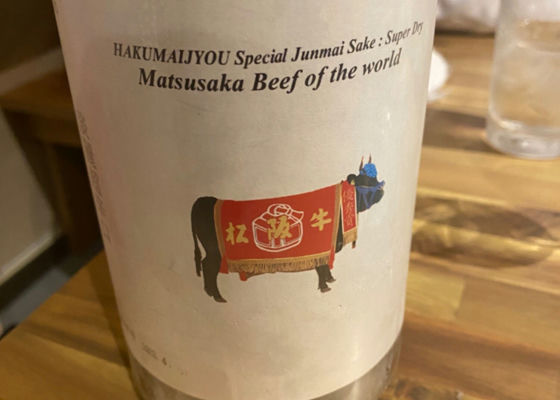 HAKUMAIJYOU Special Junmai Sake : Super Dry
Matsusaka Beef of the world
松阪牛